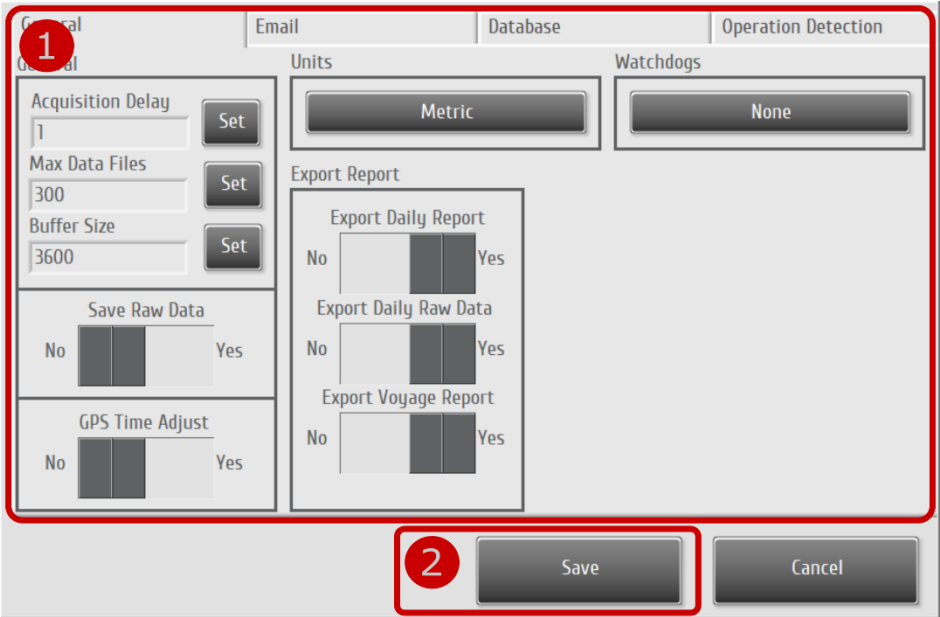 General Email Database Operation Detection
1
General Units Watchdogs
Acquisition Delay
1 Set
Metric None
Max Data Files
300 Set
Export Report
Buffer Size
3600 Set
Export Daily Report
No Yes
Save Raw Data
No Yes
Export Daily Raw Data
No Yes
Export Voyage Report
No Yes
GPS Time Adjust
No Yes
2
Save Cancel